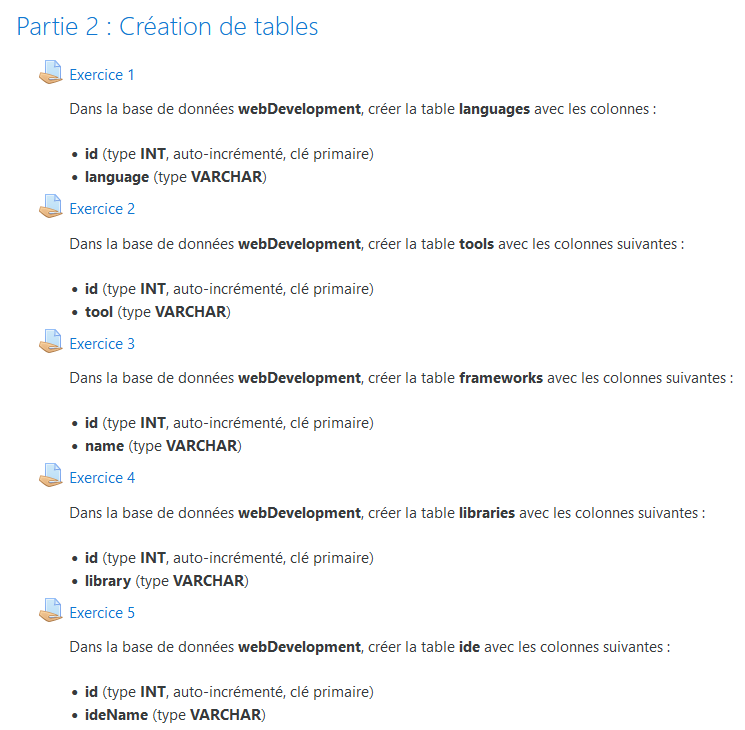 Partie 2 : Création de tables
Exercice 1
Dans la base de données webDevelopment, créer la table languages avec les colonnes :
id (type INT, auto-incrémenté, clé primaire)
language (type VARCHAR)
Exercice 2
Dans la base de données webDevelopment, créer la table tools avec les colonnes suivantes :
id (type INT, auto-incrémenté, clé primaire)
tool (type VARCHAR)
Exercice 3
Dans la base de données webDevelopment, créer la table frameworks avec les colonnes suivantes :
id (type INT, auto-incrémenté, clé primaire)
name (type VARCHAR)
Exercice 4
Dans la base de données webDevelopment, créer la table libraries avec les colonnes suivantes :
id (type INT, auto-incrémenté, clé primaire)
library (type VARCHAR)
Exercice 5
Dans la base de données webDevelopment, créer la table ide avec les colonnes suivantes :
id (type INT, auto-incrémenté, clé primaire)
ideName (type VARCHAR)